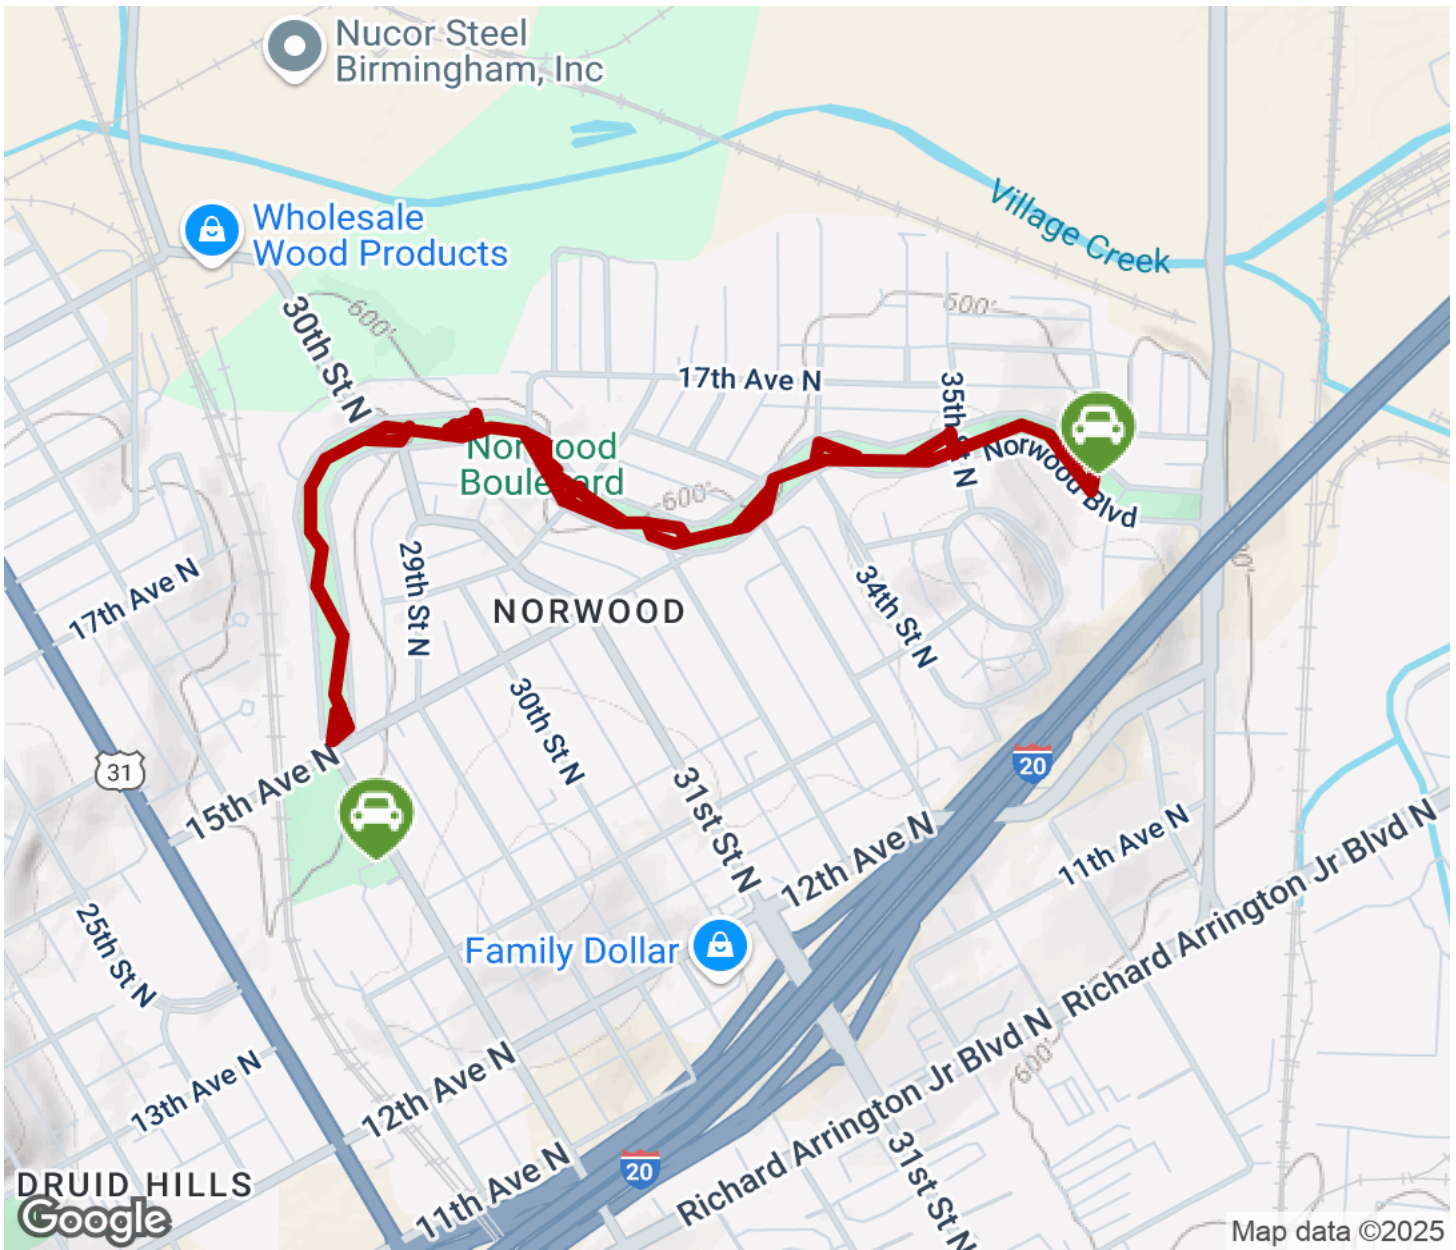 Nucor Steel
Birmingham, Inc
Wholesale
Wood Products
Village Creek
30th St N
600'
600'
17th Ave N
35th St N
Norwood
Boulevard
Norwood Blvd
600'
17th Ave N
29th St N
NORWOOD
34th St N
30th St N
31
20
15th Ave N
31st St N
12th Ave N
11th Ave N
Richard Arrington Jr Blvd N
25th St N
Family Dollar
Richard Arrington Jr Blvd N
600'
13th Ave N
12th Ave N
20
11th Ave N
31st St N
DRUID HILLS
Google
Map data ©2025